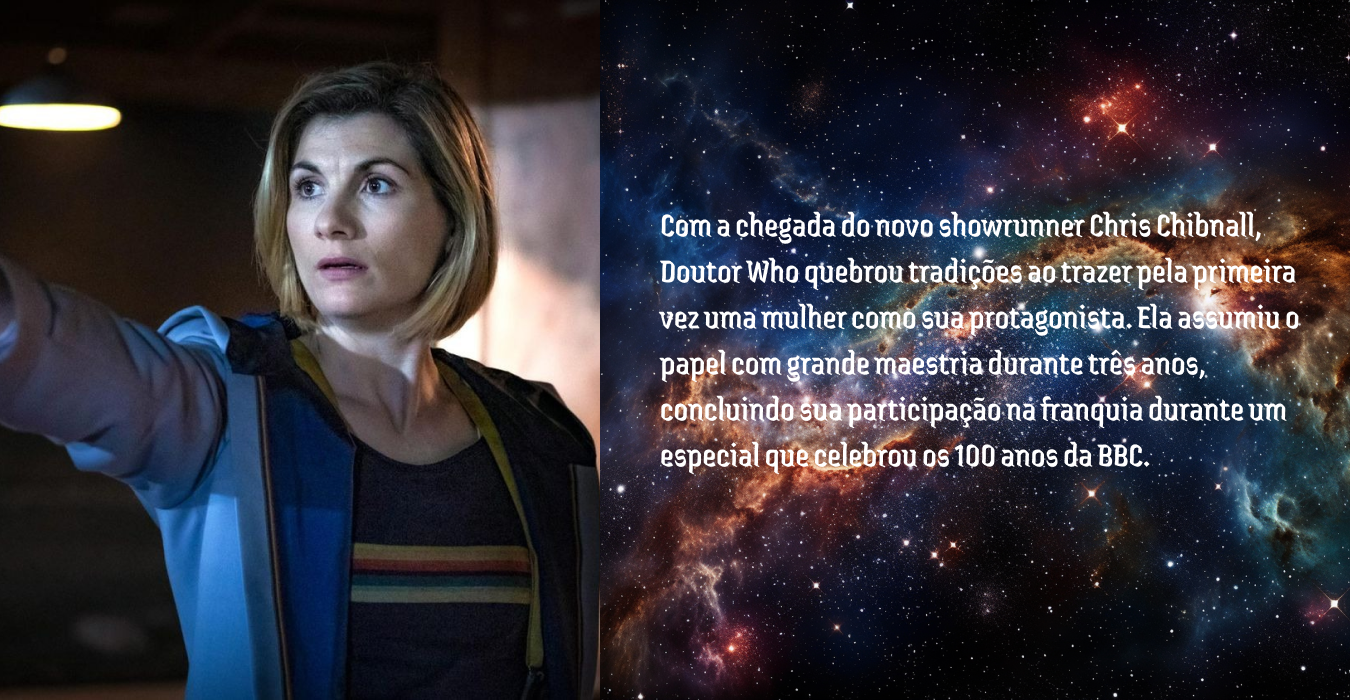 Com a chegada do novo showrunner Chris Chibnall,
Doutor Who quebrou tradições ao trazer pela primeira
vez uma mulher como sua protagonista. Ela assumiu o
papel com grande maestria durante três anos,
concluindo sua participação na franquia durante um
especial que celebrou os 100 anos da BBC.